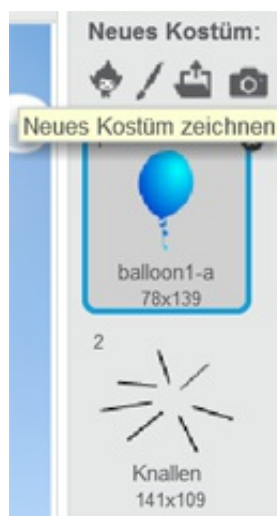 Neues Kostüm:
Neues Kostüm zeichnen
balloon1-a
78x139
2
Knallen
141x109